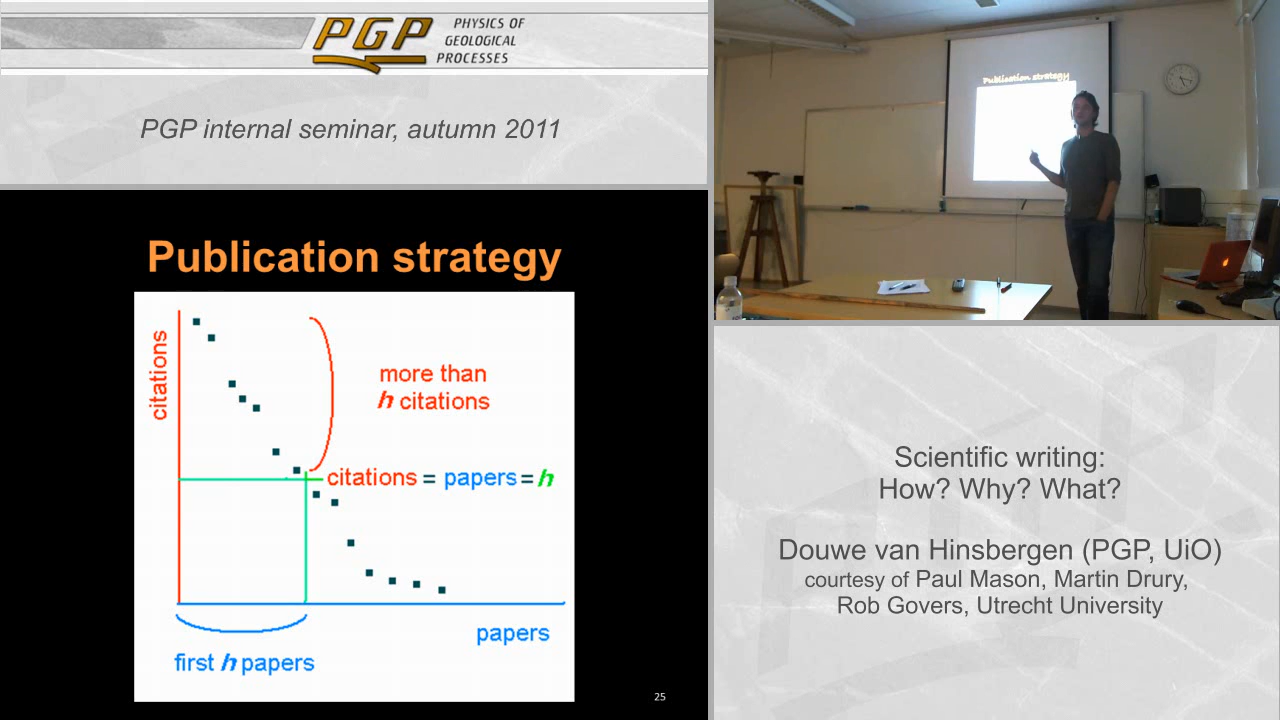 PGP
PHYSICS OF
GEOLOGICAL
PROCESSES
PGP internal seminar, autumn 2011
Publication strategy
citations
more than
h citations
citations = papers = h
papers
first h papers
25
Publication strategy
Scientific writing:
How? Why? What?
Douwe van Hinsbergen (PGP, UiO)
courtesy of Paul Mason, Martin Drury,
Rob Govers, Utrecht University